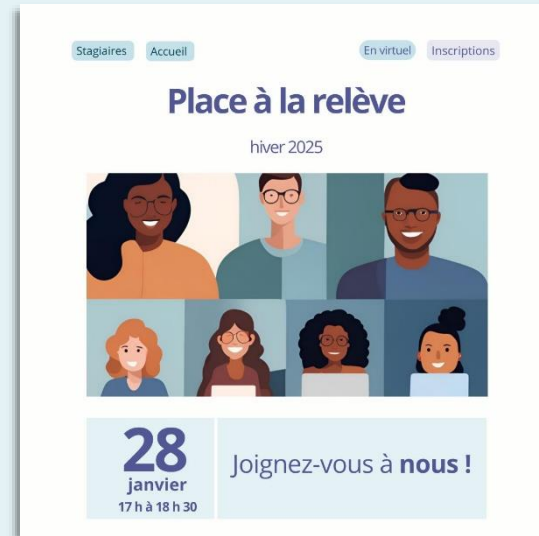 Stagiaires Accueil En virtuel Inscriptions
Place à la relève
hiver 2025
28
janvier
17 h à 18 h 30
Joignez-vous à nous !